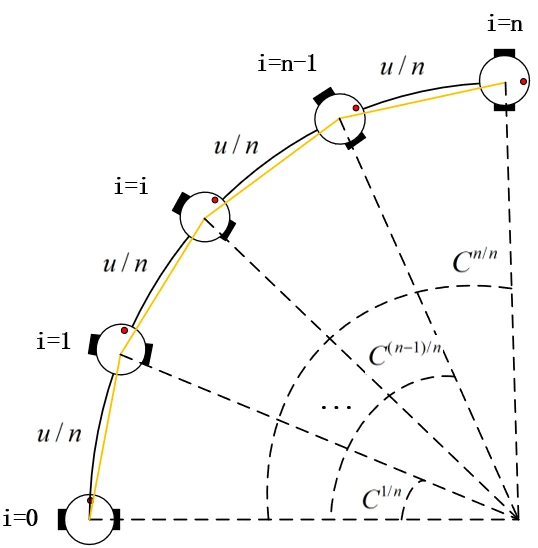 i=n
i=n-1
u/n
u/n
i=i
u/n
C^{n/n}
i=1
C^{(n-1)/n}
...
u/n
C^{1/n}
i=0